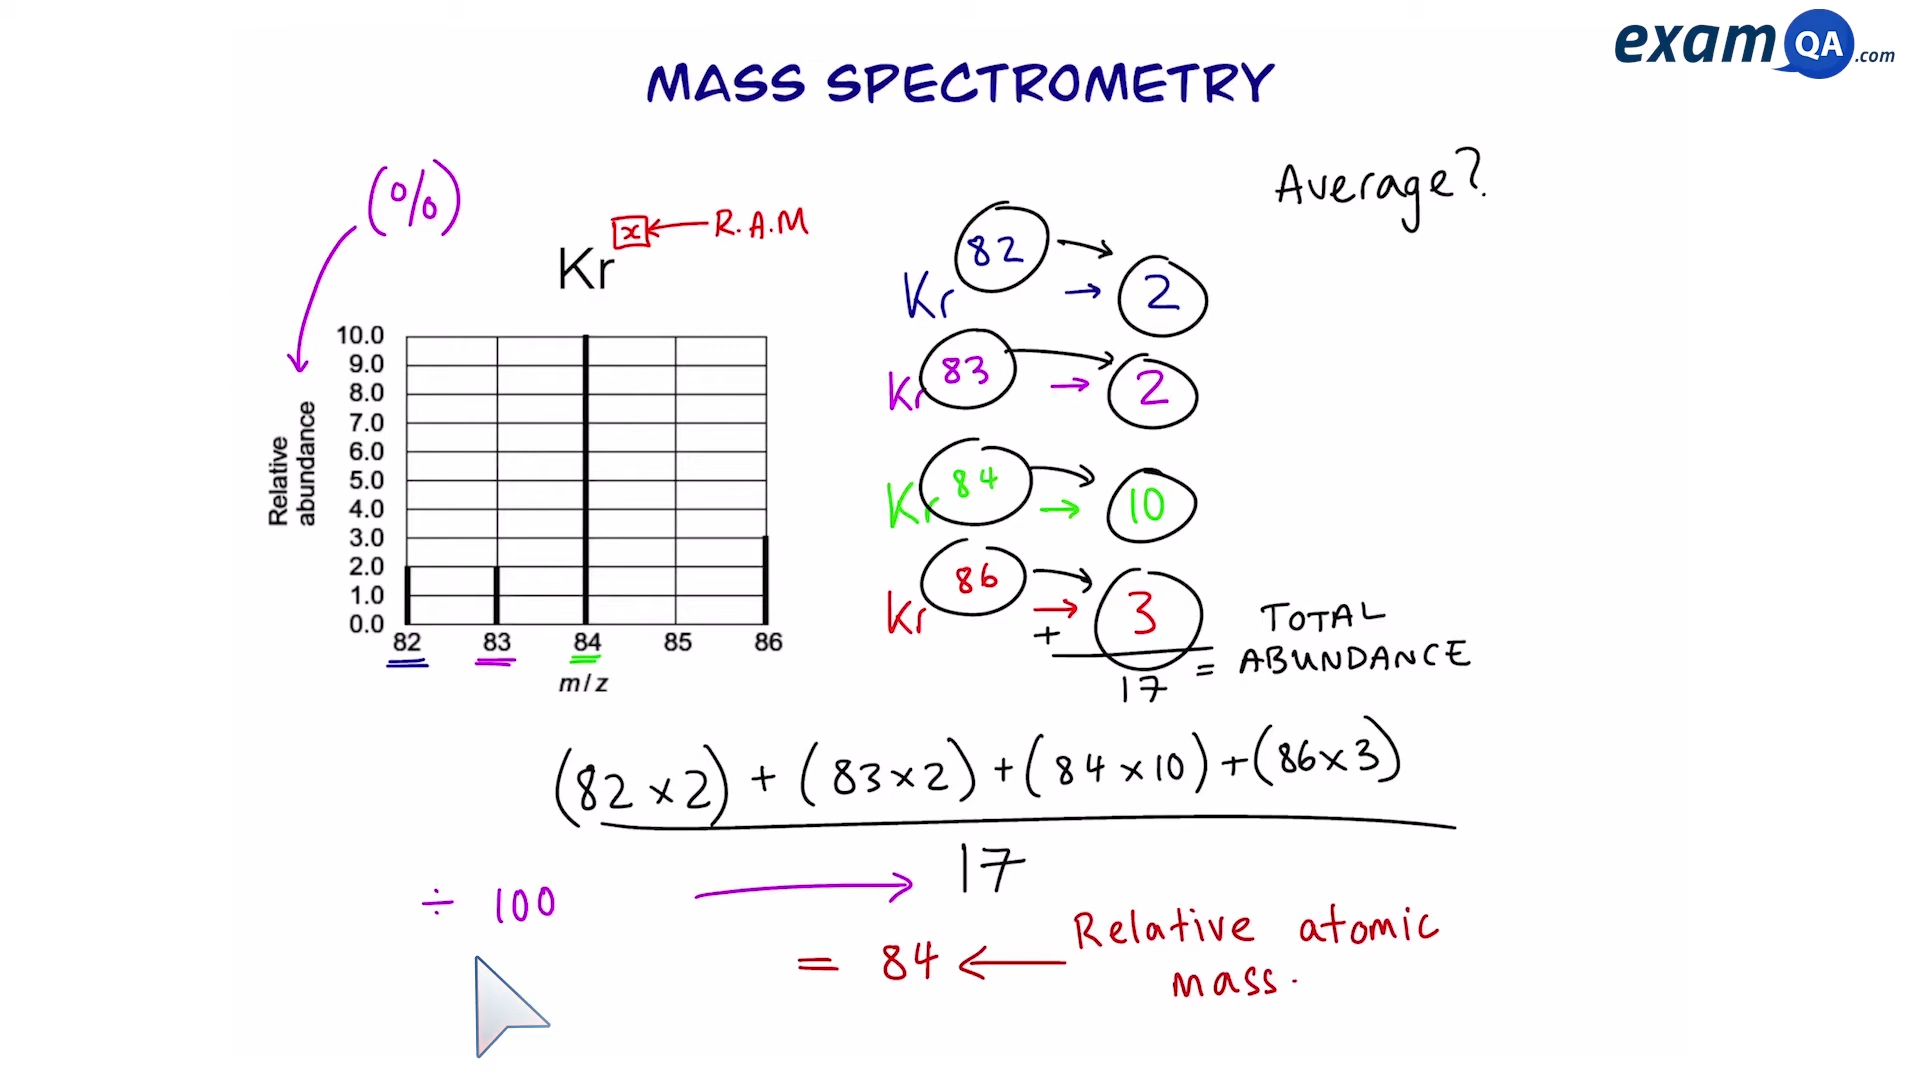 exam QA .com
MASS SPECTROMETRY
Average?
(%)
x ← R.A.M
Kr
Kr 82 → 2
Kr 83 → 2
Kr 84 → 10
Kr 86 → 3
+
17 = TOTAL ABUNDANCE
10.0
9.0
8.0
7.0
6.0
5.0
4.0
3.0
2.0
1.0
0.0
Relative
abundance
82 83 84 85 86
m/z
(82 × 2) + (83 × 2) + (84 × 10) + (86 × 3)
17
÷ 100 →
= 84 ← Relative atomic
mass.